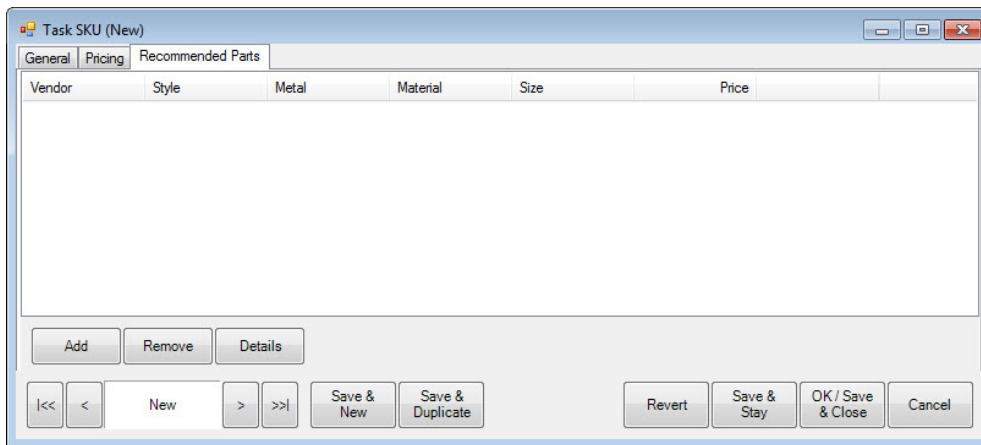 Task SKU (New)
General Pricing Recommended Parts
Vendor Style Metal Material Size Price
Add Remove Details
|<< < New > >>| Save & New Save & Duplicate Revert Save & Stay OK / Save & Close Cancel